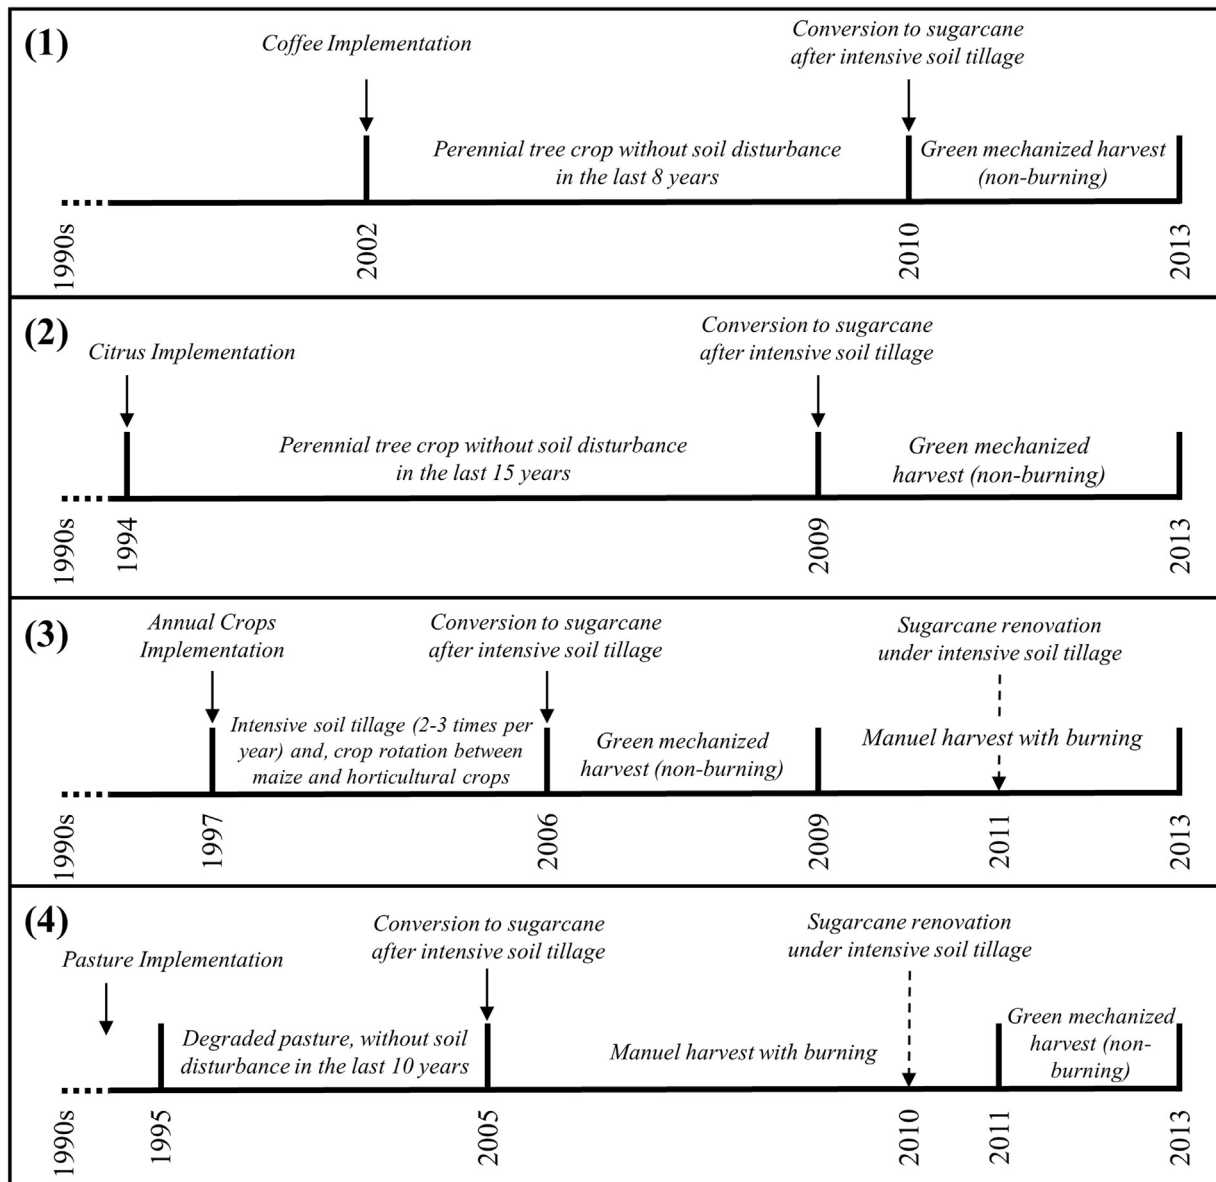 (1)
Coffee Implementation
Conversion to sugarcane
after intensive soil tillage
Perennial tree crop without soil disturbance
in the last 8 years
Green mechanized harvest
(non-burning)
1990s
2002
2010
2013
(2)
Citrus Implementation
Conversion to sugarcane
after intensive soil tillage
Perennial tree crop without soil disturbance
in the last 15 years
Green mechanized
harvest (non-burning)
1990s
1994
2009
2013
(3)
Annual Crops
Implementation
Conversion to sugarcane
after intensive soil tillage
Sugarcane renovation
under intensive soil tillage
Intensive soil tillage (2-3 times per
year) and, crop rotation between
maize and horticultural crops
Green mechanized
harvest (non-burning)
Manuel harvest with burning
1990s
1997
2006
2009
2011
2013
(4)
Pasture Implementation
Conversion to sugarcane
after intensive soil tillage
Sugarcane renovation
under intensive soil tillage
Degraded pasture, without soil
disturbance in the last 10 years
Manuel harvest with burning
Green mechanized
harvest (non-
burning)
1990s
1995
2005
2010
2011
2013